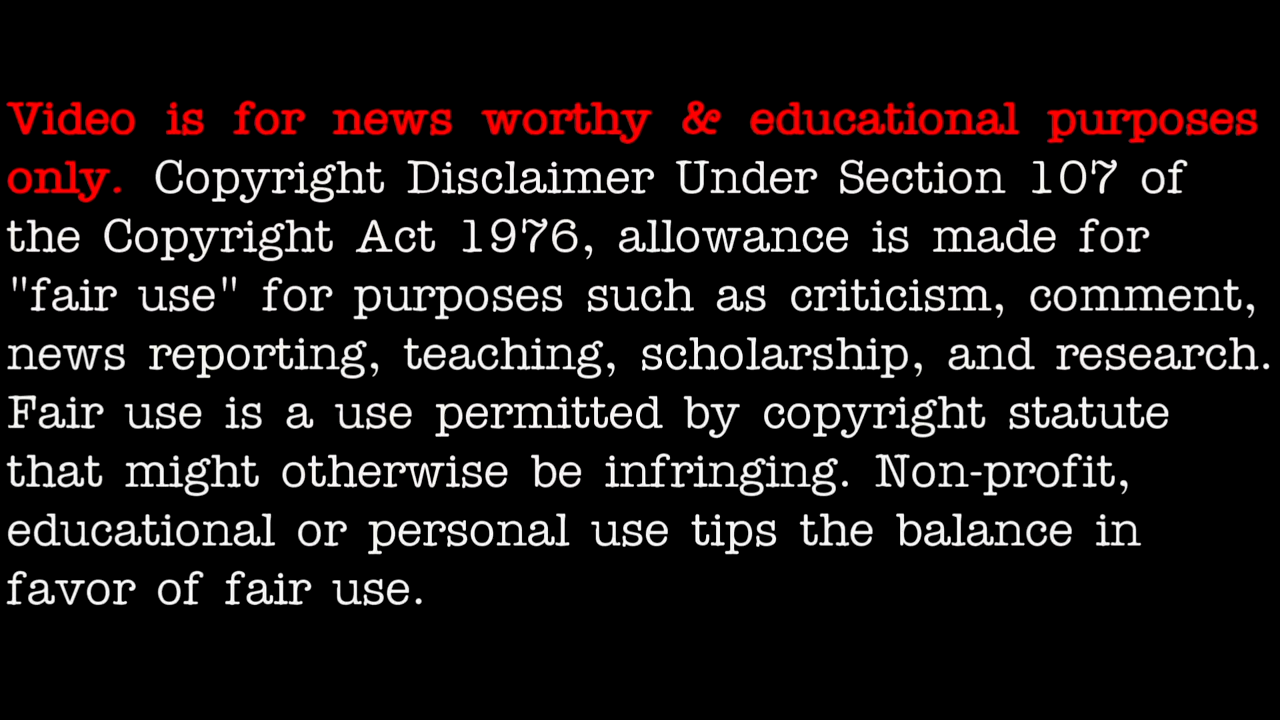 Video is for news worthy & educational purposes
only. Copyright Disclaimer Under Section 107 of
the Copyright Act 1976, allowance is made for
"fair use" for purposes such as criticism, comment,
news reporting, teaching, scholarship, and research.
Fair use is a use permitted by copyright statute
that might otherwise be infringing. Non-profit,
educational or personal use tips the balance in
favor of fair use.